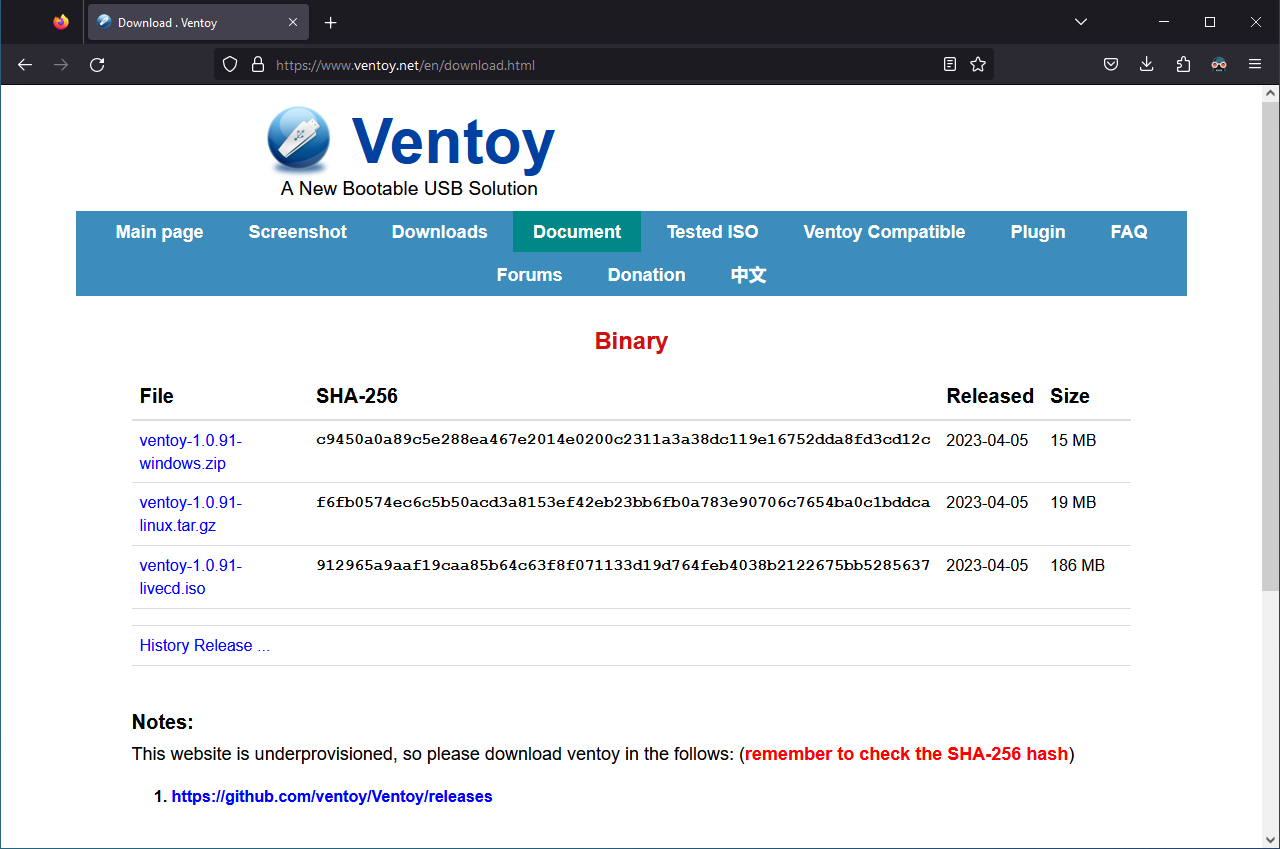 Download . Ventoy
https://www.ventoy.net/en/download.html
Ventoy
A New Bootable USB Solution
Main page Screenshot Downloads Document Tested ISO Ventoy Compatible Plugin FAQ
Forums Donation 中文
Binary
File SHA-256 Released Size
ventoy-1.0.91- c9450a0a89c5e288ea467e2014e0200c2311a3a38dc119e16752dda8fd3cd12c 2023-04-05 15 MB
windows.zip
ventoy-1.0.91- f6fb0574ec6c5b50acd3a8153ef42eb23bb6fb0a783e90706c7654ba0c1bddca 2023-04-05 19 MB
linux.tar.gz
ventoy-1.0.91- 912965a9aaf19caa85b64c63f8f071133d19d764feb4038b2122675bb5285637 2023-04-05 186 MB
livecd.iso
History Release ...
Notes:
This website is underprovisioned, so please download ventoy in the follows: (remember to check the SHA-256 hash)
1. https://github.com/ventoy/Ventoy/releases